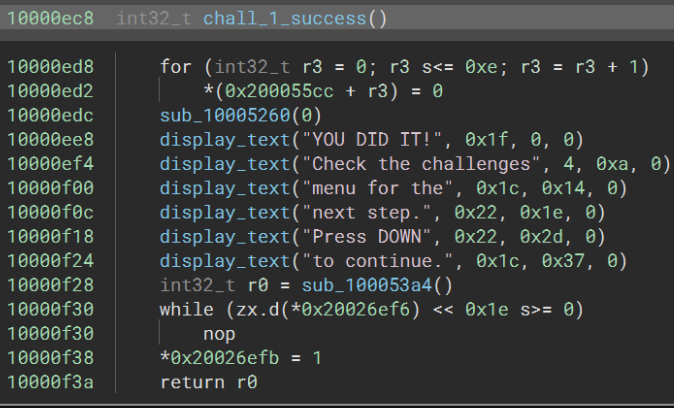 10000ec8  int32_t chall_1_success()
10000ed8      for (int32_t r3 = 0; r3 s<= 0xe; r3 = r3 + 1)
10000ed2          *(0x200055cc + r3) = 0
10000edc      sub_10005260(0)
10000ee8      display_text("YOU DID IT!", 0x1f, 0, 0)
10000ef4      display_text("Check the challenges", 4, 0xa, 0)
10000f00      display_text("menu for the", 0x1c, 0x14, 0)
10000f0c      display_text("next step.", 0x22, 0x1e, 0)
10000f18      display_text("Press DOWN", 0x22, 0x2d, 0)
10000f24      display_text("to continue.", 0x1c, 0x37, 0)
10000f28      int32_t r0 = sub_100053a4()
10000f30      while (zx.d(*0x20026ef6) << 0x1e s>= 0)
10000f30          nop
10000f38      *0x20026efb = 1
10000f3a      return r0